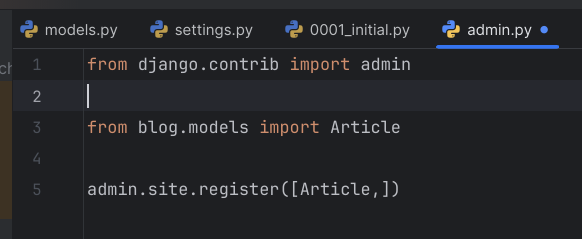 models.py settings.py 0001_initial.py admin.py
1 from django.contrib import admin
2
3 from blog.models import Article
4
5 admin.site.register([Article,])